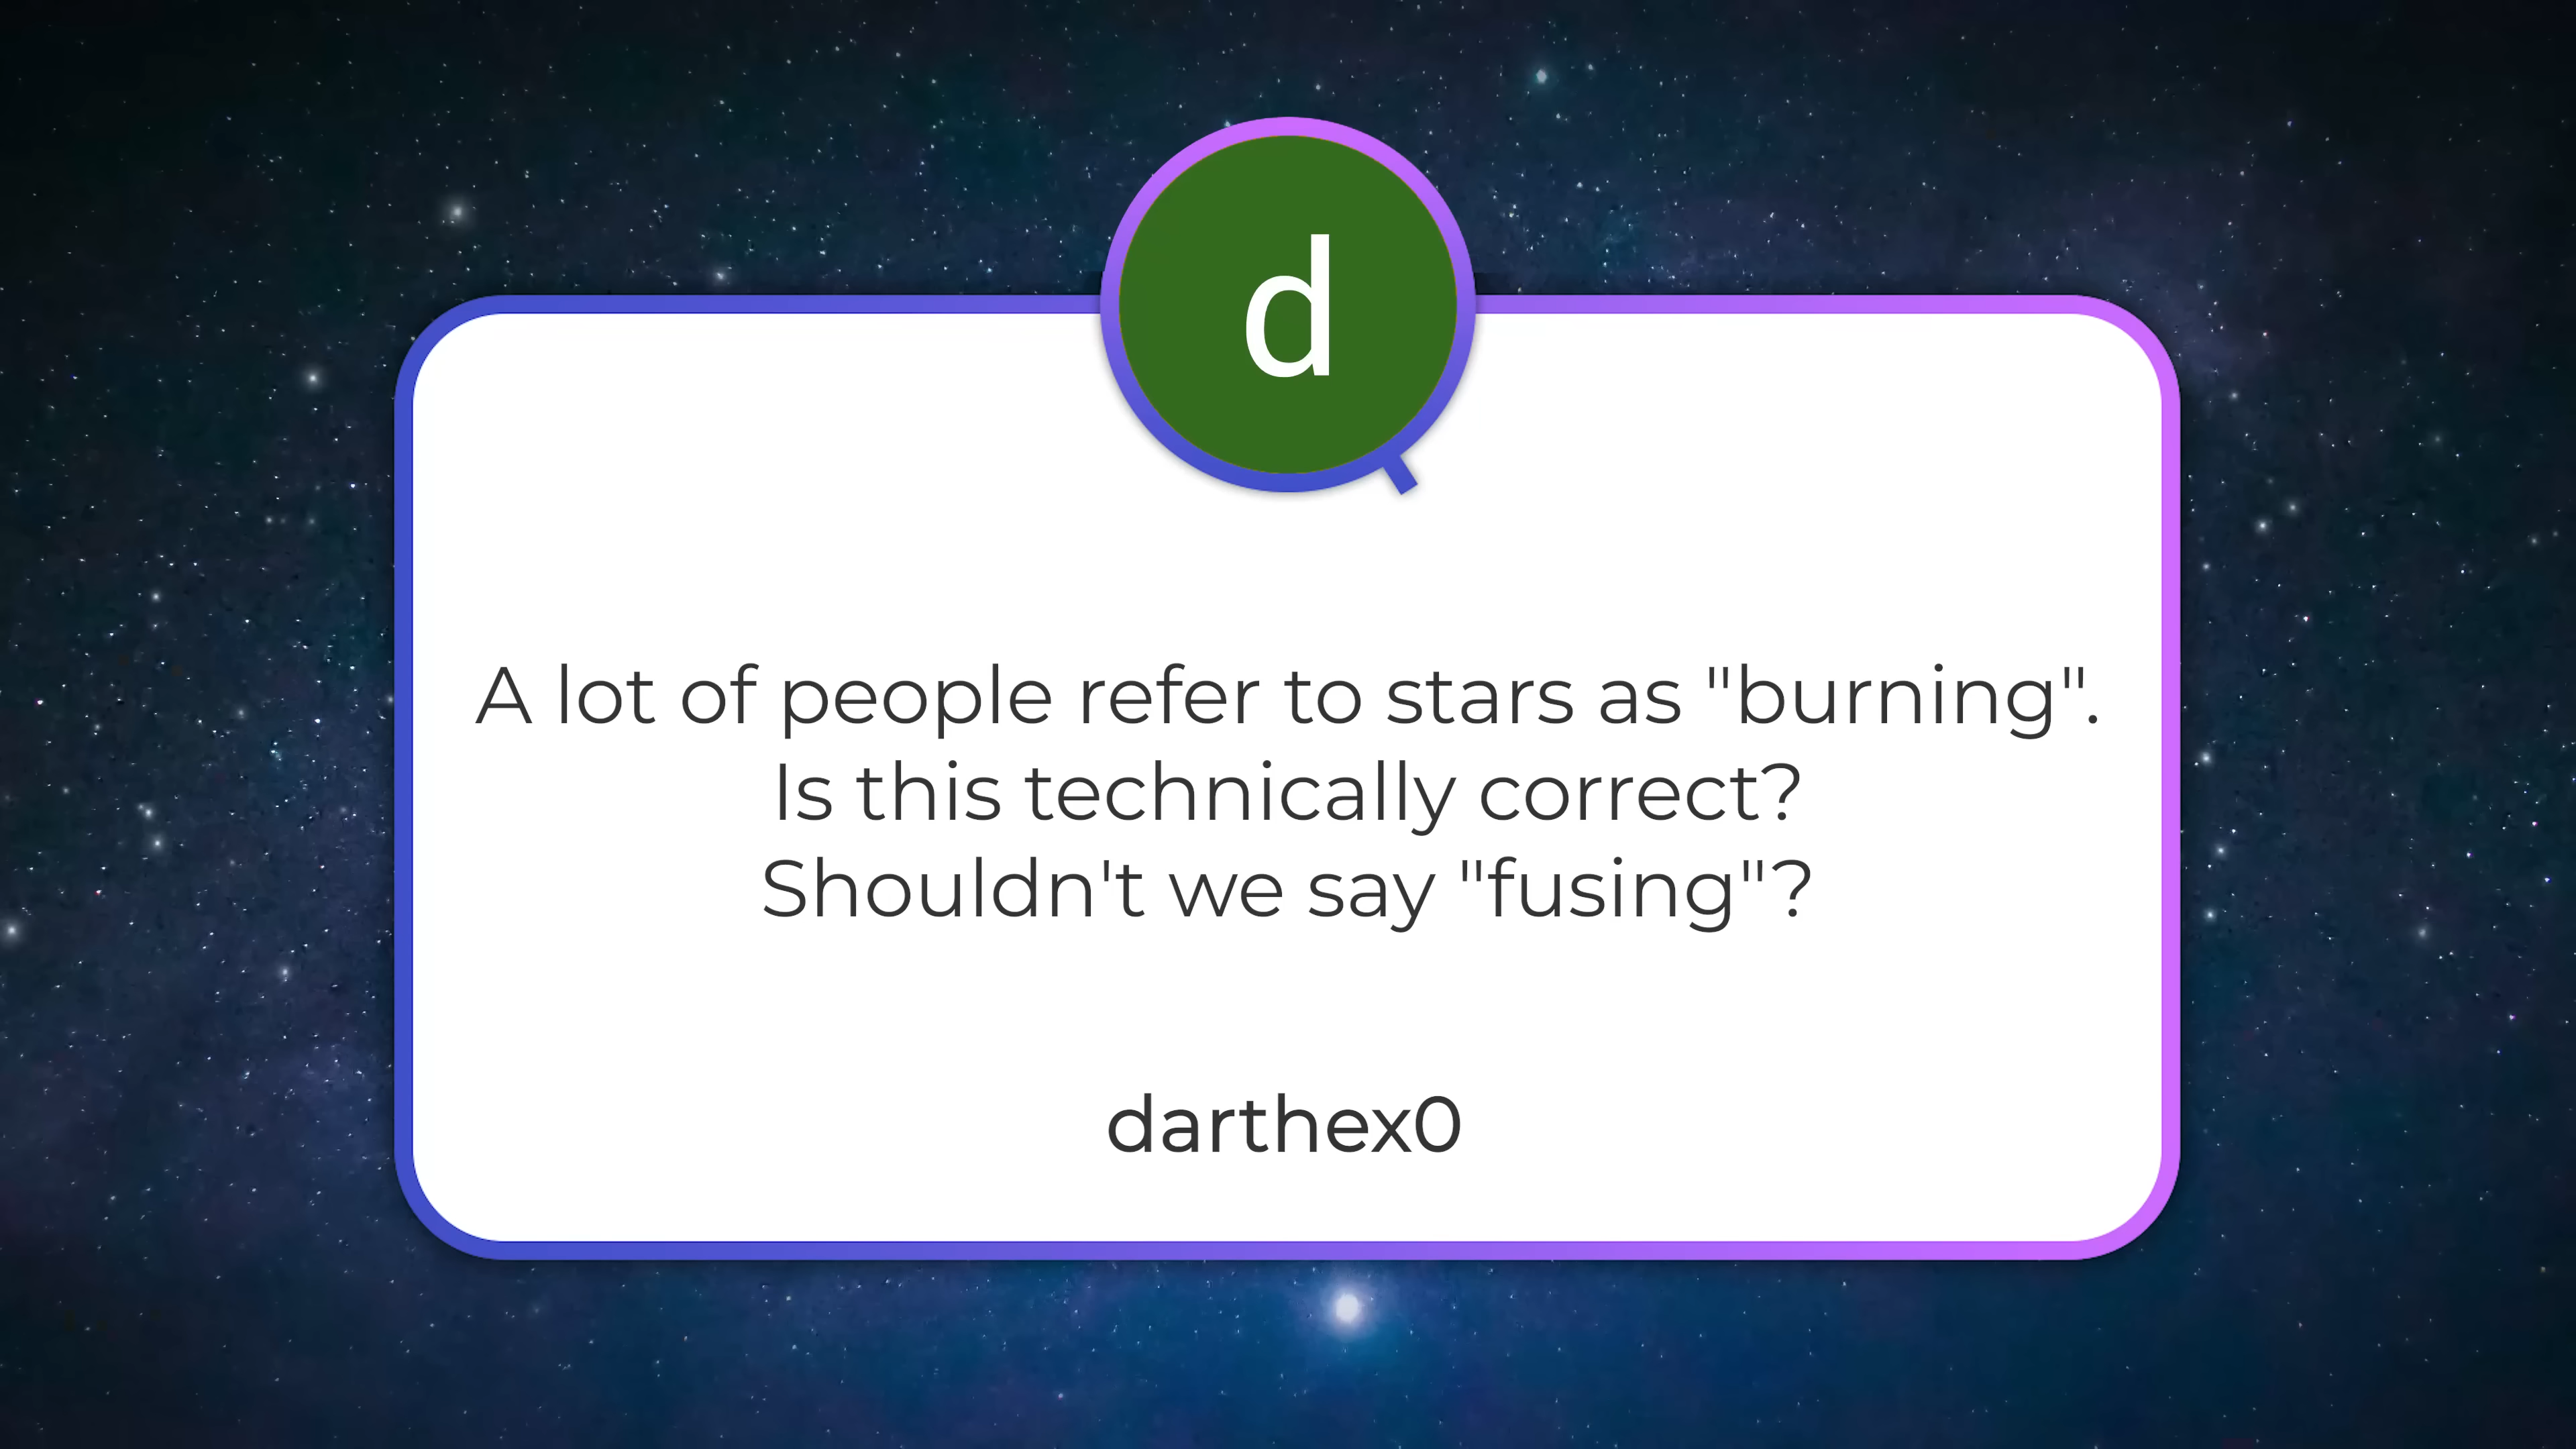 d
A lot of people refer to stars as "burning".
Is this technically correct?
Shouldn't we say "fusing"?
darthex0